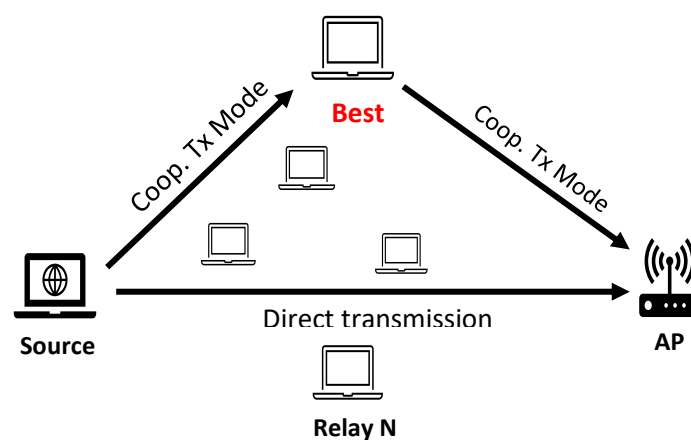 Best
Coop. Tx Mode
Coop. Tx Mode
Direct transmission
Source
AP
Relay N